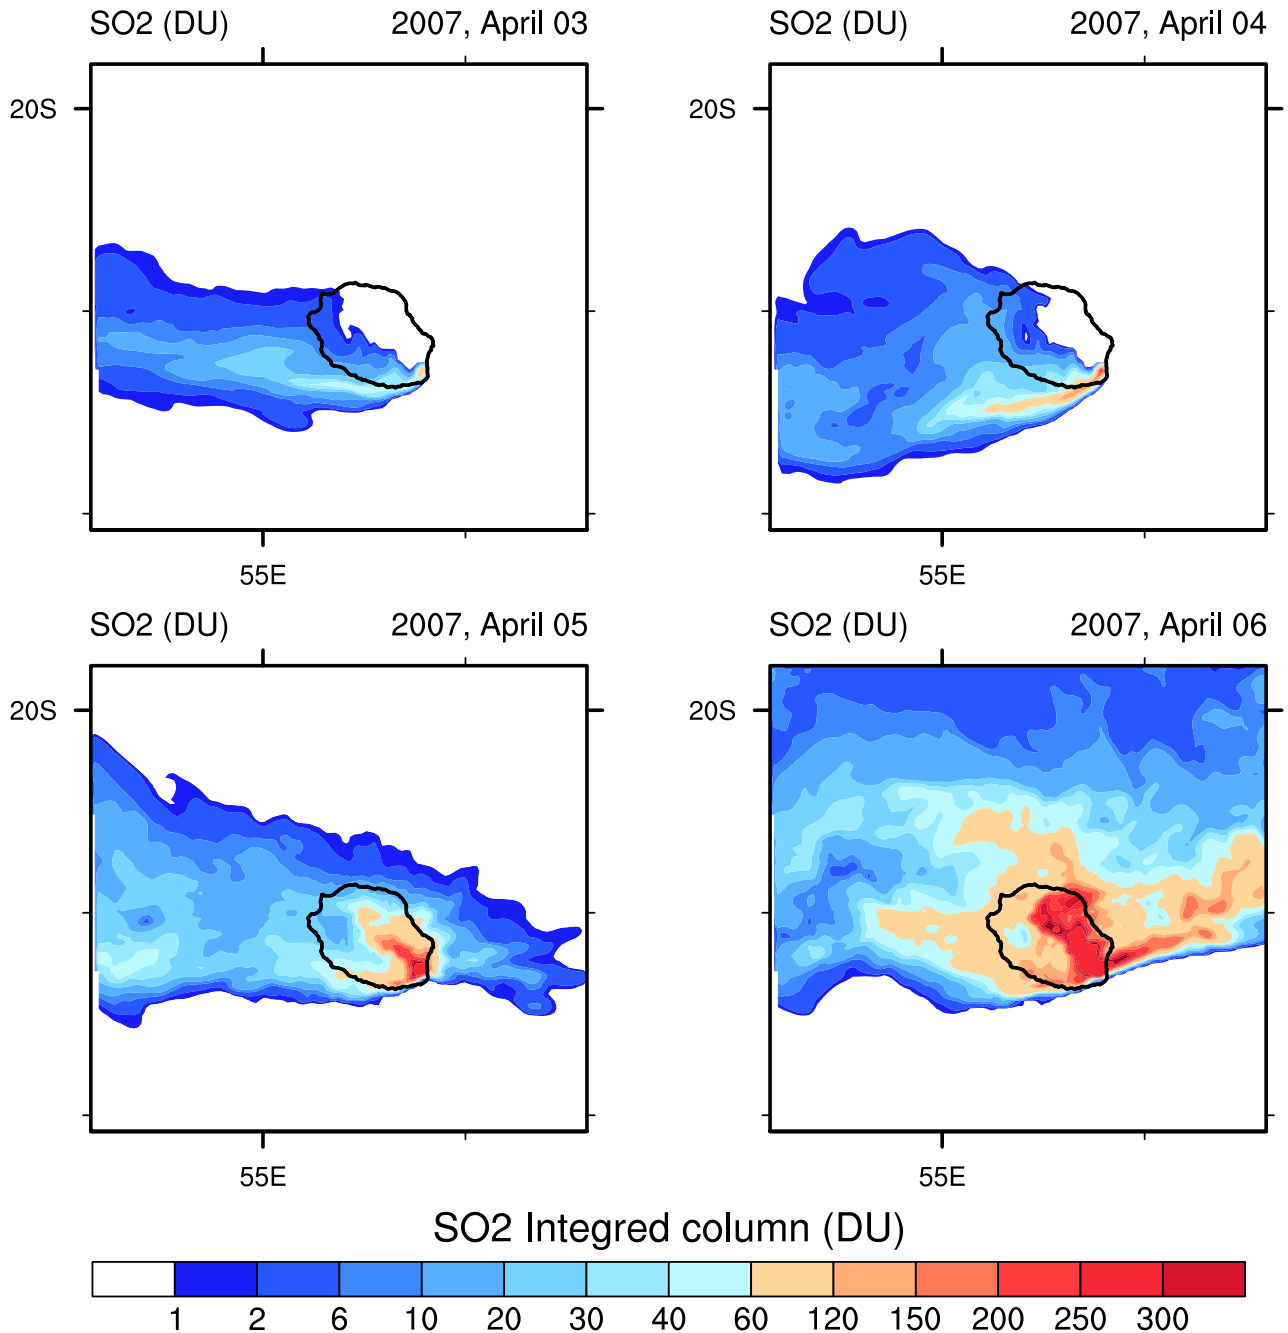 SO2 (DU) 2007, April 03
SO2 (DU) 2007, April 04
20S
20S
55E
55E
SO2 (DU) 2007, April 05
SO2 (DU) 2007, April 06
20S
20S
55E
55E
SO2 Integred column (DU)
1 2 6 10 20 30 40 60 120 150 200 250 300